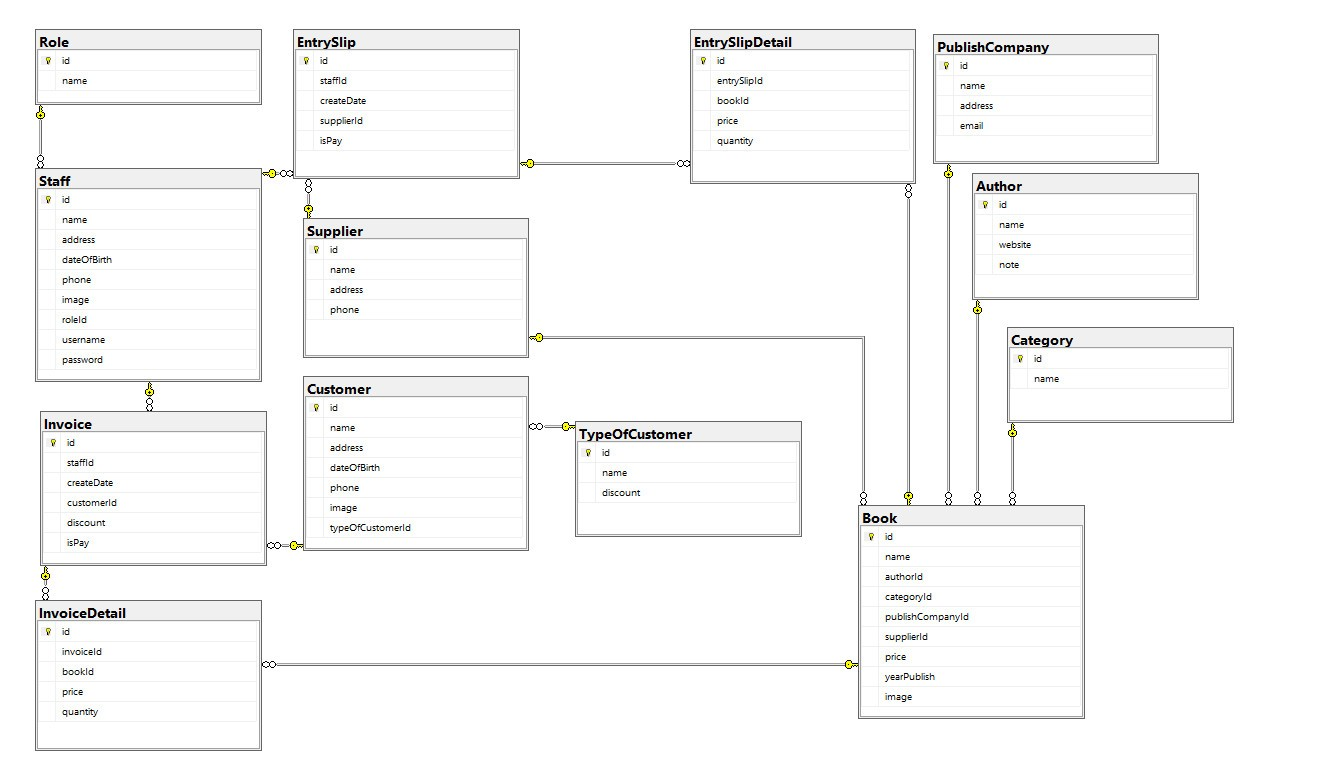 Role
id
name
EntrySlip
id
staffId
createDate
supplierId
isPay
EntrySlipDetail
id
entrySlipId
bookId
price
quantity
PublishCompany
id
name
address
email
Staff
id
name
address
dateOfBirth
phone
image
roleId
username
password
Supplier
id
name
address
phone
Author
id
name
website
note
Category
id
name
Invoice
id
staffId
createDate
customerId
discount
isPay
Customer
id
name
address
dateOfBirth
phone
image
typeOfCustomerId
TypeOfCustomer
id
name
discount
Book
id
name
authorId
categoryId
publishCompanyId
supplierId
price
yearPublish
image
InvoiceDetail
id
invoiceId
bookId
price
quantity